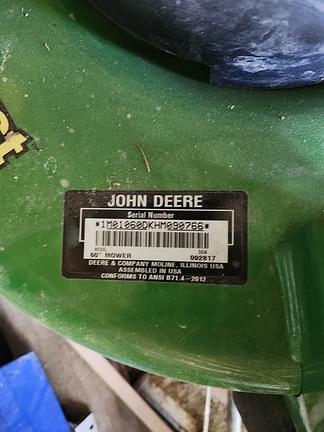 JOHN DEERE
Serial Number
*1M01060DKHM090766*
MODEL
60" MOWER 092817
DEERE & COMPANY MOLINE, ILLINOIS USA
ASSEMBLED IN USA
CONFORMS TO ANSI B71.4-2012